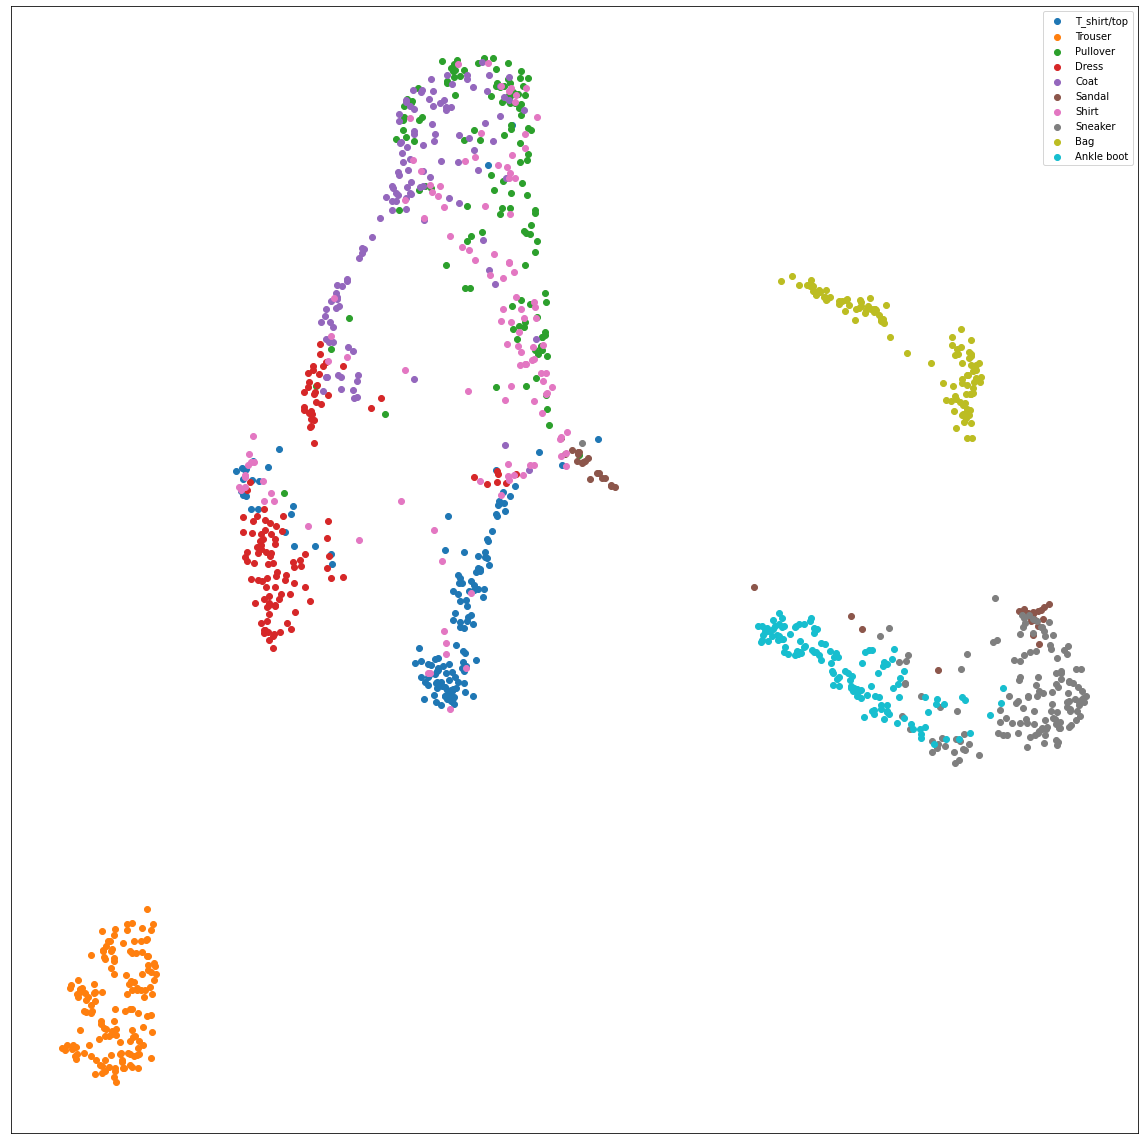 T_shirt/top
Trouser
Pullover
Dress
Coat
Sandal
Shirt
Sneaker
Bag
Ankle boot